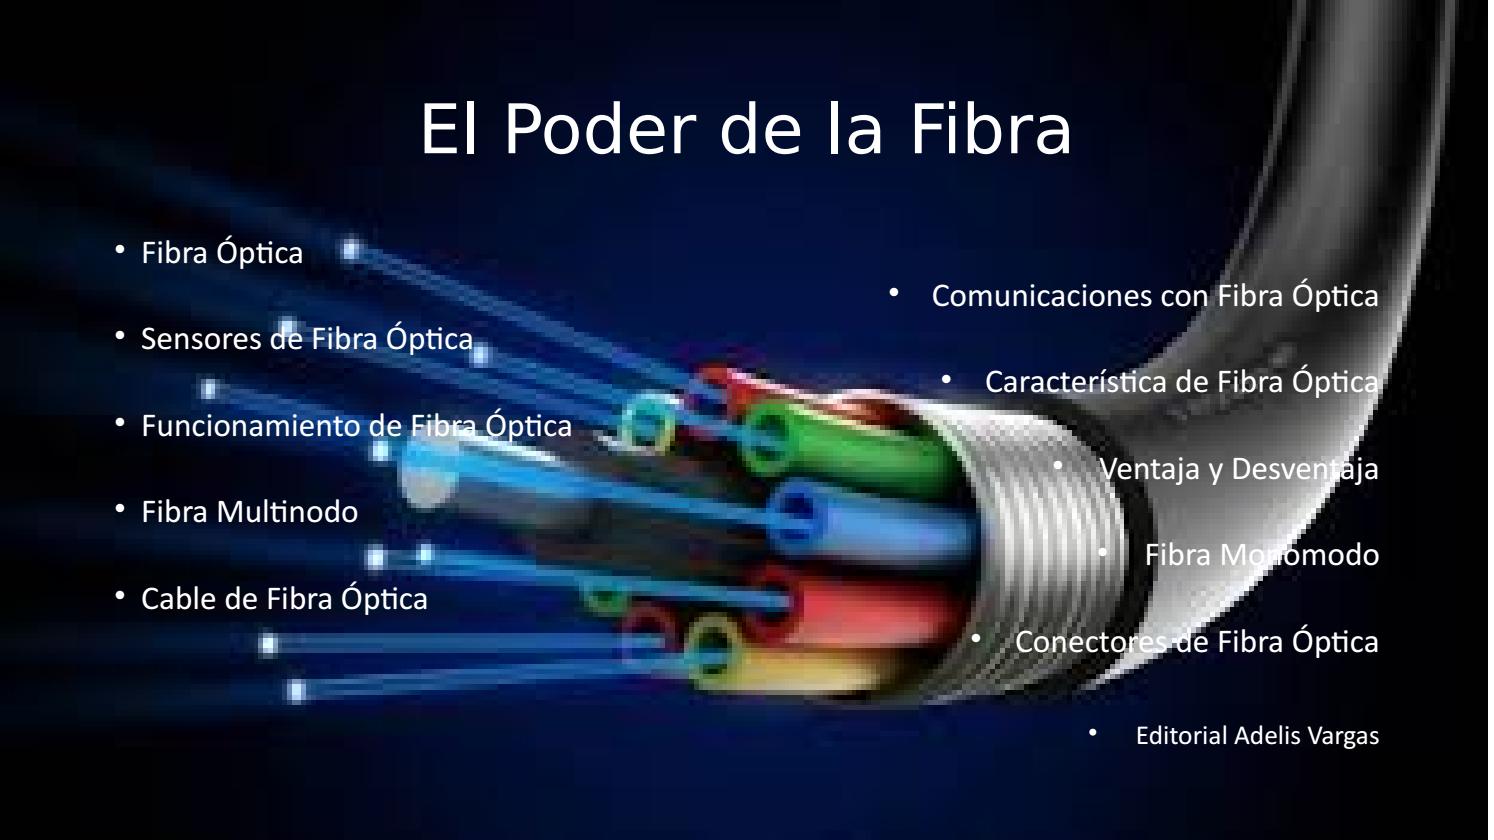 El Poder de la Fibra
• Fibra Óptica
• Sensores de Fibra Óptica
• Funcionamiento de Fibra Óptica
• Fibra Multinodo
• Cable de Fibra Óptica
• Comunicaciones con Fibra Óptica
• Característica de Fibra Óptica
• Ventaja y Desventaja
• Fibra Monomodo
• Conectores de Fibra Óptica
• Editorial Adelis Vargas